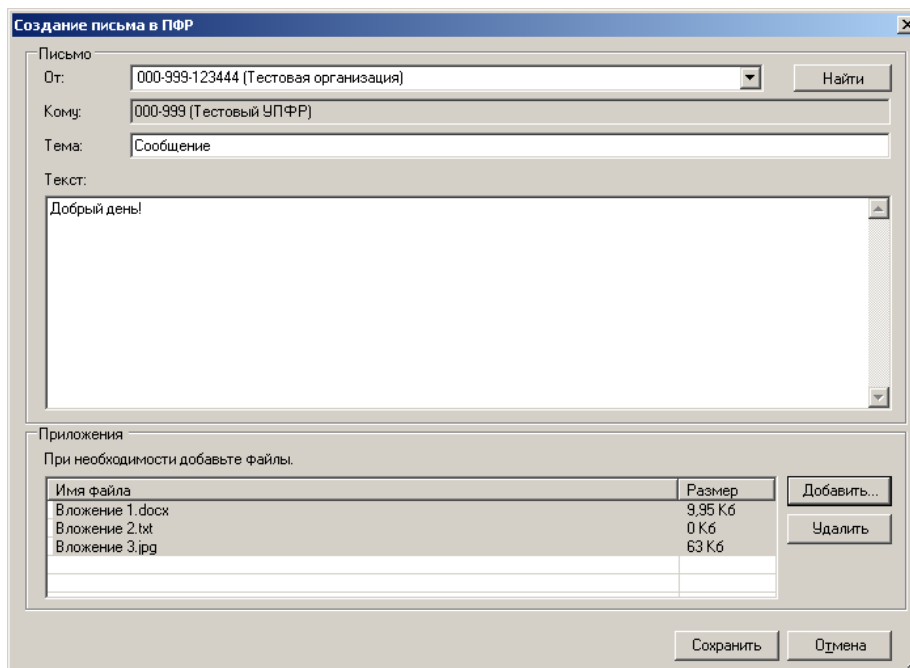 Создание письма в ПФР
Письмо
От: 000-999-123444 (Тестовая организация) Найти
Кому: 000-999 (Тестовый УПФР)
Тема: Сообщение
Текст:
Добрый день!
Приложения
При необходимости добавьте файлы.
Имя файла Размер Добавить...
Вложение 1.docx 9,95 Кб
Вложение 2.txt 0 Кб Удалить
Вложение 3.jpg 63 Кб
Сохранить Отмена